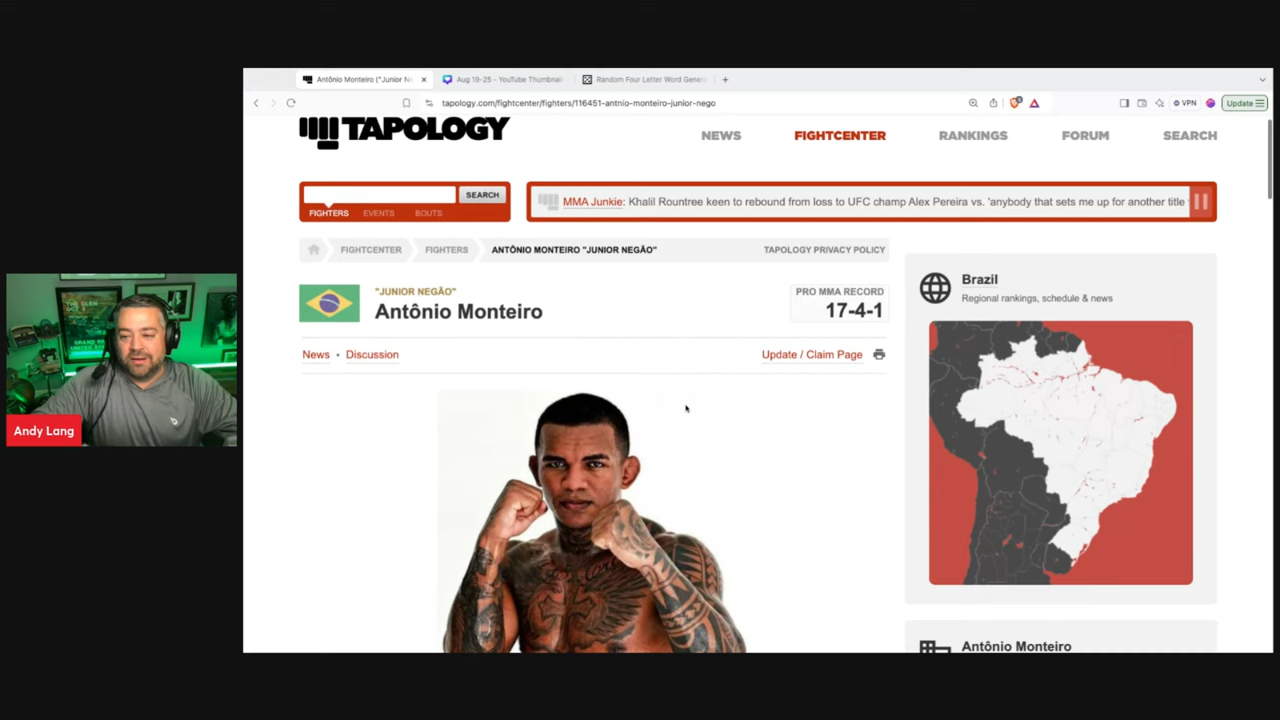 Antônio Monteiro ("Junior Ne
Aug 19-25 - YouTube Thumbnail
Random Four Letter Word Gener
tapology.com/fightcenter/fighters/116451-antnio-monteiro-junior-nego
VPN
Update
TAPOLOGY
NEWS
FIGHTCENTER
RANKINGS
FORUM
SEARCH
SEARCH
FIGHTERS
EVENTS
BOUTS
MMA Junkie: Khalil Rountree keen to rebound from loss to UFC champ Alex Pereira vs. 'anybody that sets me up for another title
FIGHTCENTER
FIGHTERS
ANTÔNIO MONTEIRO "JUNIOR NEGÃO"
TAPOLOGY PRIVACY POLICY
"JUNIOR NEGÃO"
Antônio Monteiro
PRO MMA RECORD
17-4-1
News • Discussion
Update / Claim Page
Brazil
Regional rankings, schedule & news
Antônio Monteiro
Andy Lang